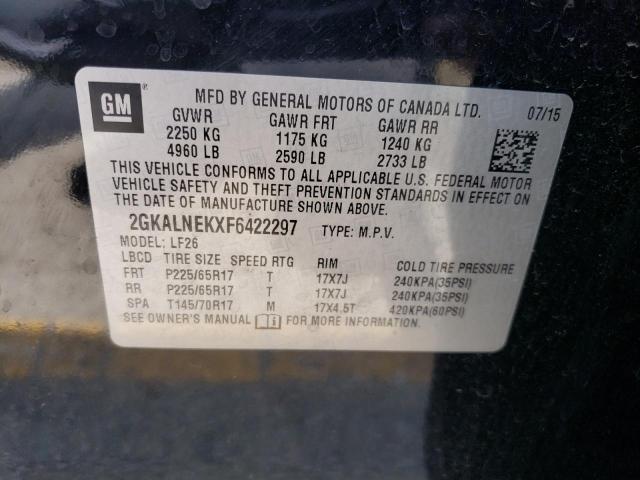 GM
MFD BY GENERAL MOTORS OF CANADA LTD. 07/15
GVWR GAWR FRT GAWR RR
2250 KG 1175 KG 1240 KG
4960 LB 2590 LB 2733 LB
THIS VEHICLE CONFORMS TO ALL APPLICABLE U.S. FEDERAL MOTOR
VEHICLE SAFETY AND THEFT PREVENTION STANDARDS IN EFFECT ON
THE DATE OF MANUFACTURE SHOWN ABOVE.
2GKALNEKXF6422297 TYPE: M.P.V.
MODEL: LF26
LBCD TIRE SIZE SPEED RTG RIM COLD TIRE PRESSURE
FRT P225/65R17 T 17X7J 240KPA(35PSI)
RR P225/65R17 T 17X7J 240KPA(35PSI)
SPA T145/70R17 M 17X4.5T 420KPA(60PSI)
SEE OWNER'S MANUAL FOR MORE INFORMATION